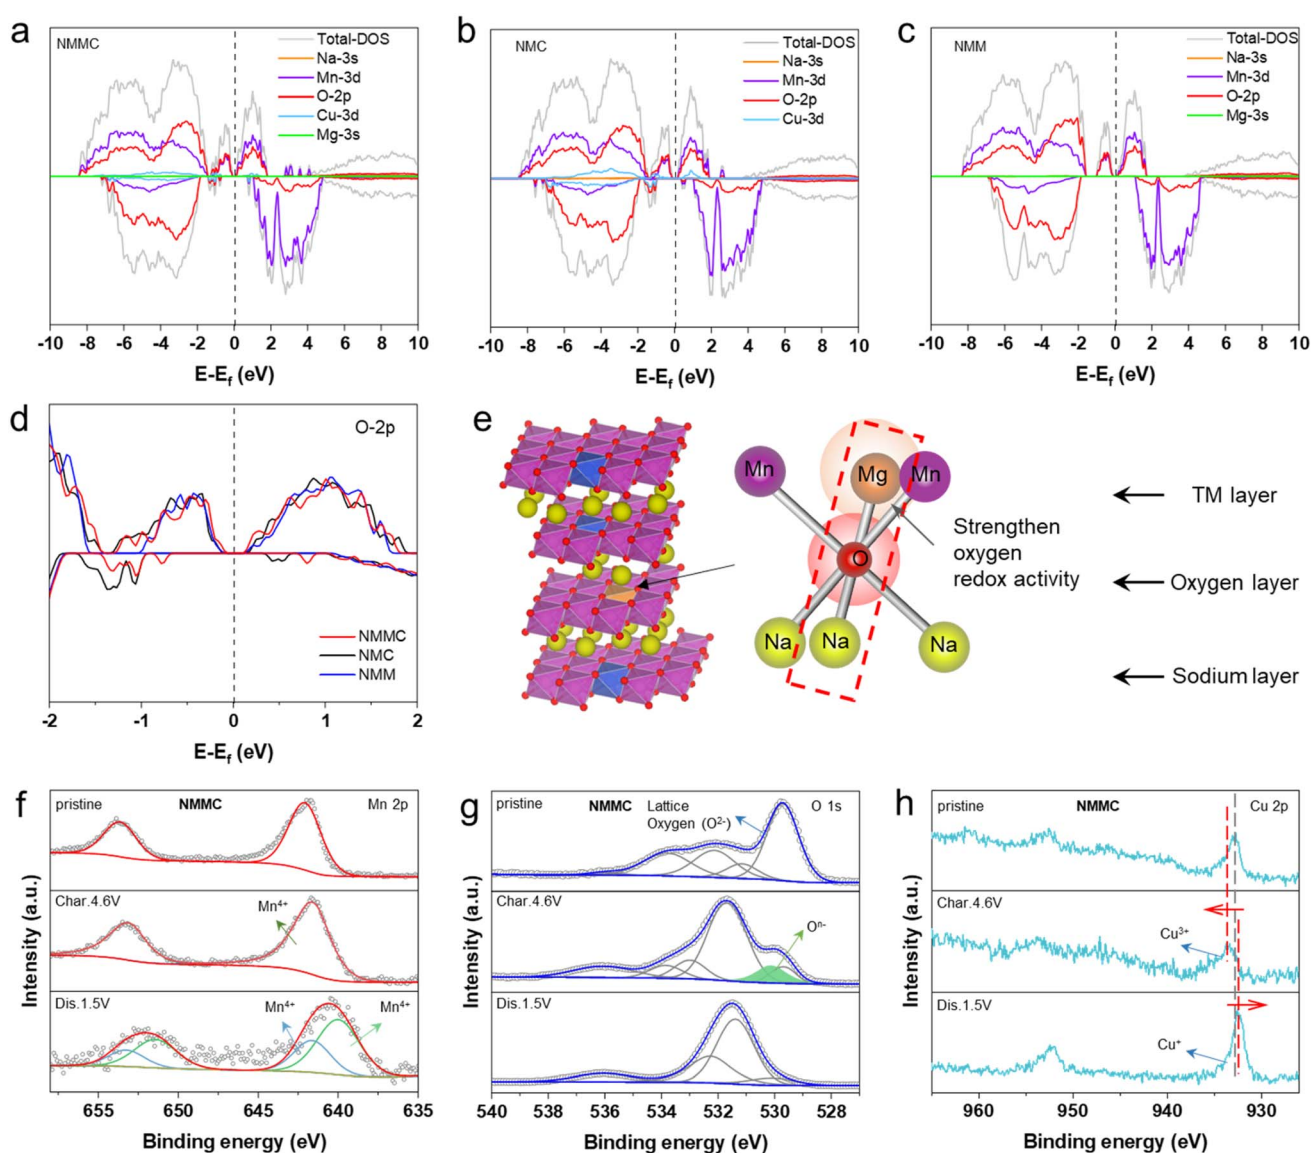 a
NMMC
Total-DOS
Na-3s
Mn-3d
O-2p
Cu-3d
Mg-3s
-10 -8 -6 -4 -2 0 2 4 6 8 10
E-Ef (eV)
b
NMC
Total-DOS
Na-3s
Mn-3d
O-2p
Cu-3d
-10 -8 -6 -4 -2 0 2 4 6 8 10
E-Ef (eV)
c
NMM
Total-DOS
Na-3s
Mn-3d
O-2p
Mg-3s
-10 -8 -6 -4 -2 0 2 4 6 8 10
E-Ef (eV)
d
O-2p
NMMC
NMC
NMM
-2 -1 0 1 2
E-Ef (eV)
e
Mn
Mg
Mn
O
Na
Na
Na
Strengthen
oxygen
redox activity
TM layer
Oxygen layer
Sodium layer
f
pristine NMMC Mn 2p
Char.4.6V
Mn4+
Dis.1.5V
Mn4+
Mn4+
Intensity (a.u.)
655 650 645 640 635
Binding energy (eV)
g
pristine NMMC Lattice O 1s
Oxygen (O2-)
Char.4.6V
On-
Dis.1.5V
Intensity (a.u.)
540 538 536 534 532 530 528
Binding energy (eV)
h
pristine NMMC Cu 2p
Char.4.6V
Cu3+
Dis.1.5V
Cu+
Intensity (a.u.)
960 950 940 930
Binding energy (eV)